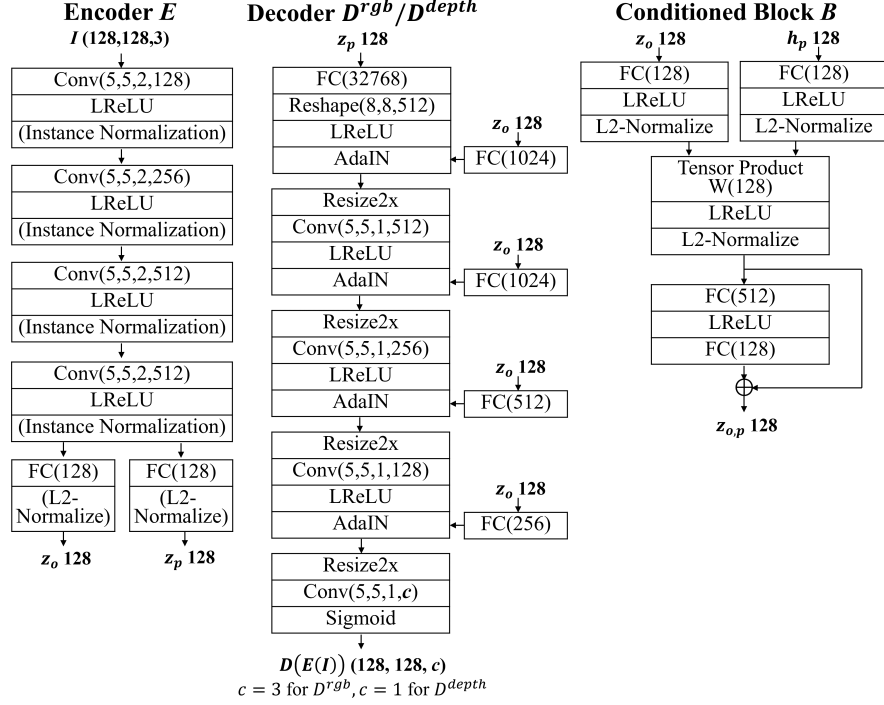 Encoder E
I (128,128,3)
Conv(5,5,2,128)
LReLU
(Instance Normalization)
Conv(5,5,2,256)
LReLU
(Instance Normalization)
Conv(5,5,2,512)
LReLU
(Instance Normalization)
Conv(5,5,2,512)
LReLU
(Instance Normalization)
FC(128)
(L2-
Normalize)
z_o 128
FC(128)
(L2-
Normalize)
z_p 128
Decoder D^rgb/D^depth
z_p 128
FC(32768)
Reshape(8,8,512)
LReLU
AdaIN
z_o 128
FC(1024)
Resize2x
Conv(5,5,1,512)
LReLU
AdaIN
z_o 128
FC(1024)
Resize2x
Conv(5,5,1,256)
LReLU
AdaIN
z_o 128
FC(512)
Resize2x
Conv(5,5,1,128)
LReLU
AdaIN
z_o 128
FC(256)
Resize2x
Conv(5,5,1,c)
Sigmoid
D(E(I)) (128, 128, c)
c = 3 for D^rgb, c = 1 for D^depth
Conditioned Block B
z_o 128
FC(128)
LReLU
L2-Normalize
h_p 128
FC(128)
LReLU
L2-Normalize
Tensor Product
W(128)
LReLU
L2-Normalize
FC(512)
LReLU
FC(128)
z_o,p 128